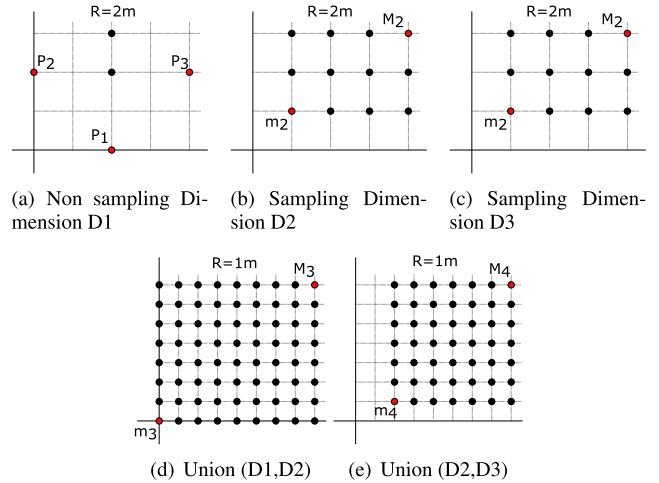 R=2m
P2
P3
P1
R=2m
M2
m2
R=2m
M2
m2
(a) Non sampling Di-
mension D1
(b) Sampling Dimen-
sion D2
(c) Sampling Dimen-
sion D3
R=1m
M3
m3
R=1m
M4
m4
(d) Union (D1,D2)
(e) Union (D2,D3)